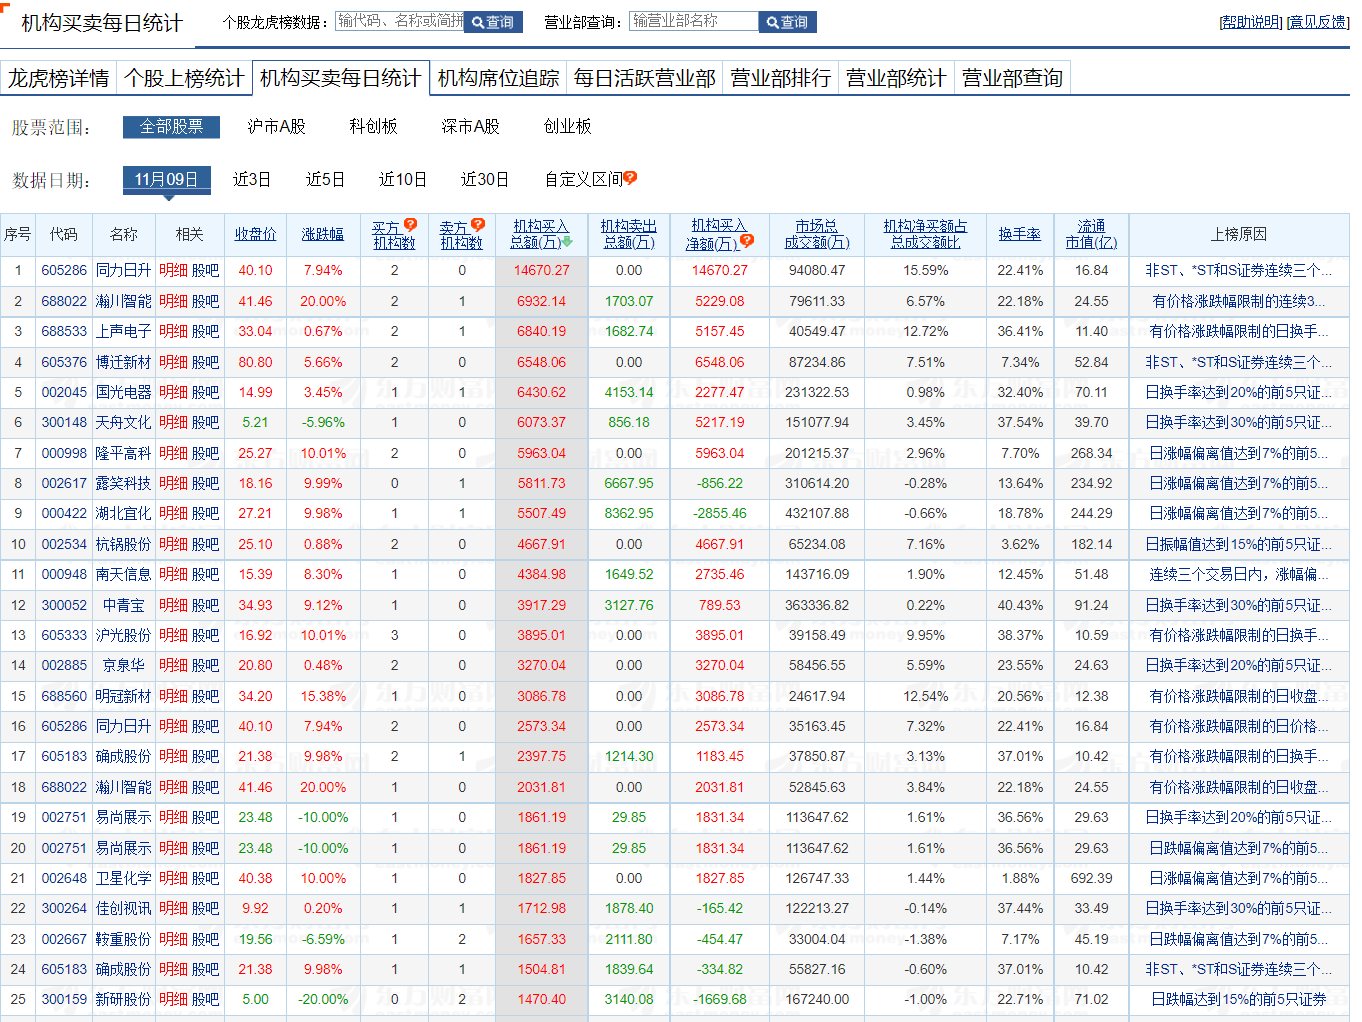 机构买卖每日统计 个股龙虎榜数据： 输代码、名称或简拼 查询 营业部查询： 输营业部名称 查询 [帮助说明] [意见反馈]
龙虎榜详情 个股上榜统计 机构买卖每日统计 机构席位追踪 每日活跃营业部 营业部排行 营业部统计 营业部查询
股票范围： 全部股票 沪市A股 科创板 深市A股 创业板
数据日期： 11月09日 近3日 近5日 近10日 近30日 自定义区间?
序号 代码 名称 相关 收盘价 涨跌幅 买方?机构数 卖方?机构数 机构买入总额(万) 机构卖出总额(万) 机构买入净额(万)? 市场总成交额(万) 机构净买额占总成交额比 换手率 流通市值(亿) 上榜原因
1 605286 同力日升 明细 股吧 40.10 7.94% 2 0 14670.27 0.00 14670.27 94080.47 15.59% 22.41% 16.84 非ST、*ST和S证券连续三个...
2 688022 瀚川智能 明细 股吧 41.46 20.00% 2 1 6932.14 1703.07 5229.08 79611.33 6.57% 22.18% 24.55 有价格涨跌幅限制的连续3...
3 688533 上声电子 明细 股吧 33.04 0.67% 2 1 6840.19 1682.74 5157.45 40549.47 12.72% 36.41% 11.40 有价格涨跌幅限制的日换手...
4 605376 博迁新材 明细 股吧 80.80 5.66% 2 0 6548.06 0.00 6548.06 87234.86 7.51% 7.34% 52.84 非ST、*ST和S证券连续三个...
5 002045 国光电器 明细 股吧 14.99 3.45% 1 1 6430.62 4153.14 2277.47 231322.53 0.98% 32.40% 70.11 日换手率达到20%的前5只证...
6 300148 天舟文化 明细 股吧 5.21 -5.96% 1 0 6073.37 856.18 5217.19 151077.94 3.45% 37.54% 39.70 日换手率达到30%的前5只证...
7 000998 隆平高科 明细 股吧 25.27 10.01% 2 0 5963.04 0.00 5963.04 201215.37 2.96% 7.70% 268.34 日涨幅偏离值达到7%的前5...
8 002617 露笑科技 明细 股吧 18.16 9.99% 0 1 5811.73 6667.95 -856.22 310614.20 -0.28% 13.64% 234.92 日涨幅偏离值达到7%的前5...
9 000422 湖北宜化 明细 股吧 27.21 9.98% 1 1 5507.49 8362.95 -2855.46 432107.88 -0.66% 18.78% 244.29 日涨幅偏离值达到7%的前5...
10 002534 杭锅股份 明细 股吧 25.10 0.88% 2 0 4667.91 0.00 4667.91 65234.08 7.16% 3.62% 182.14 日振幅值达到15%的前5只证...
11 000948 南天信息 明细 股吧 15.39 8.30% 1 0 4384.98 1649.52 2735.46 143716.09 1.90% 12.45% 51.48 连续三个交易日内，涨幅偏...
12 300052 中青宝 明细 股吧 34.93 9.12% 1 0 3917.29 3127.76 789.53 363336.82 0.22% 40.43% 91.24 日换手率达到30%的前5只证...
13 605333 沪光股份 明细 股吧 16.92 10.01% 3 0 3895.01 0.00 3895.01 39158.49 9.95% 38.37% 10.59 有价格涨跌幅限制的日换手...
14 002885 京泉华 明细 股吧 20.80 0.48% 2 0 3270.04 0.00 3270.04 58456.55 5.59% 23.55% 24.63 日换手率达到20%的前5只证...
15 688560 明冠新材 明细 股吧 34.20 15.38% 1 0 3086.78 0.00 3086.78 24617.94 12.54% 20.56% 12.38 有价格涨跌幅限制的日收盘...
16 605286 同力日升 明细 股吧 40.10 7.94% 2 0 2573.34 0.00 2573.34 35163.45 7.32% 22.41% 16.84 有价格涨跌幅限制的日价格...
17 605183 确成股份 明细 股吧 21.38 9.98% 2 1 2397.75 1214.30 1183.45 37850.87 3.13% 37.01% 10.42 有价格涨跌幅限制的日换手...
18 688022 瀚川智能 明细 股吧 41.46 20.00% 1 0 2031.81 0.00 2031.81 52845.63 3.84% 22.18% 24.55 有价格涨跌幅限制的日收盘...
19 002751 易尚展示 明细 股吧 23.48 -10.00% 1 0 1861.19 29.85 1831.34 113647.62 1.61% 36.56% 29.63 日换手率达到20%的前5只证...
20 002751 易尚展示 明细 股吧 23.48 -10.00% 1 0 1861.19 29.85 1831.34 113647.62 1.61% 36.56% 29.63 日跌幅偏离值达到7%的前5...
21 002648 卫星化学 明细 股吧 40.38 10.00% 1 0 1827.85 0.00 1827.85 126747.33 1.44% 1.88% 692.39 日涨幅偏离值达到7%的前5...
22 300264 佳创视讯 明细 股吧 9.92 0.20% 1 1 1712.98 1878.40 -165.42 122213.27 -0.14% 37.44% 33.49 日换手率达到30%的前5只证...
23 002667 鞍重股份 明细 股吧 19.56 -6.59% 1 2 1657.33 2111.80 -454.47 33004.04 -1.38% 7.17% 45.19 日跌幅偏离值达到7%的前5...
24 605183 确成股份 明细 股吧 21.38 9.98% 1 1 1504.81 1839.64 -334.82 55827.16 -0.60% 37.01% 10.42 非ST、*ST和S证券连续三个...
25 300159 新研股份 明细 股吧 5.00 -20.00% 0 2 1470.40 3140.08 -1669.68 167240.00 -1.00% 22.71% 71.02 日跌幅达到15%的前5只证券